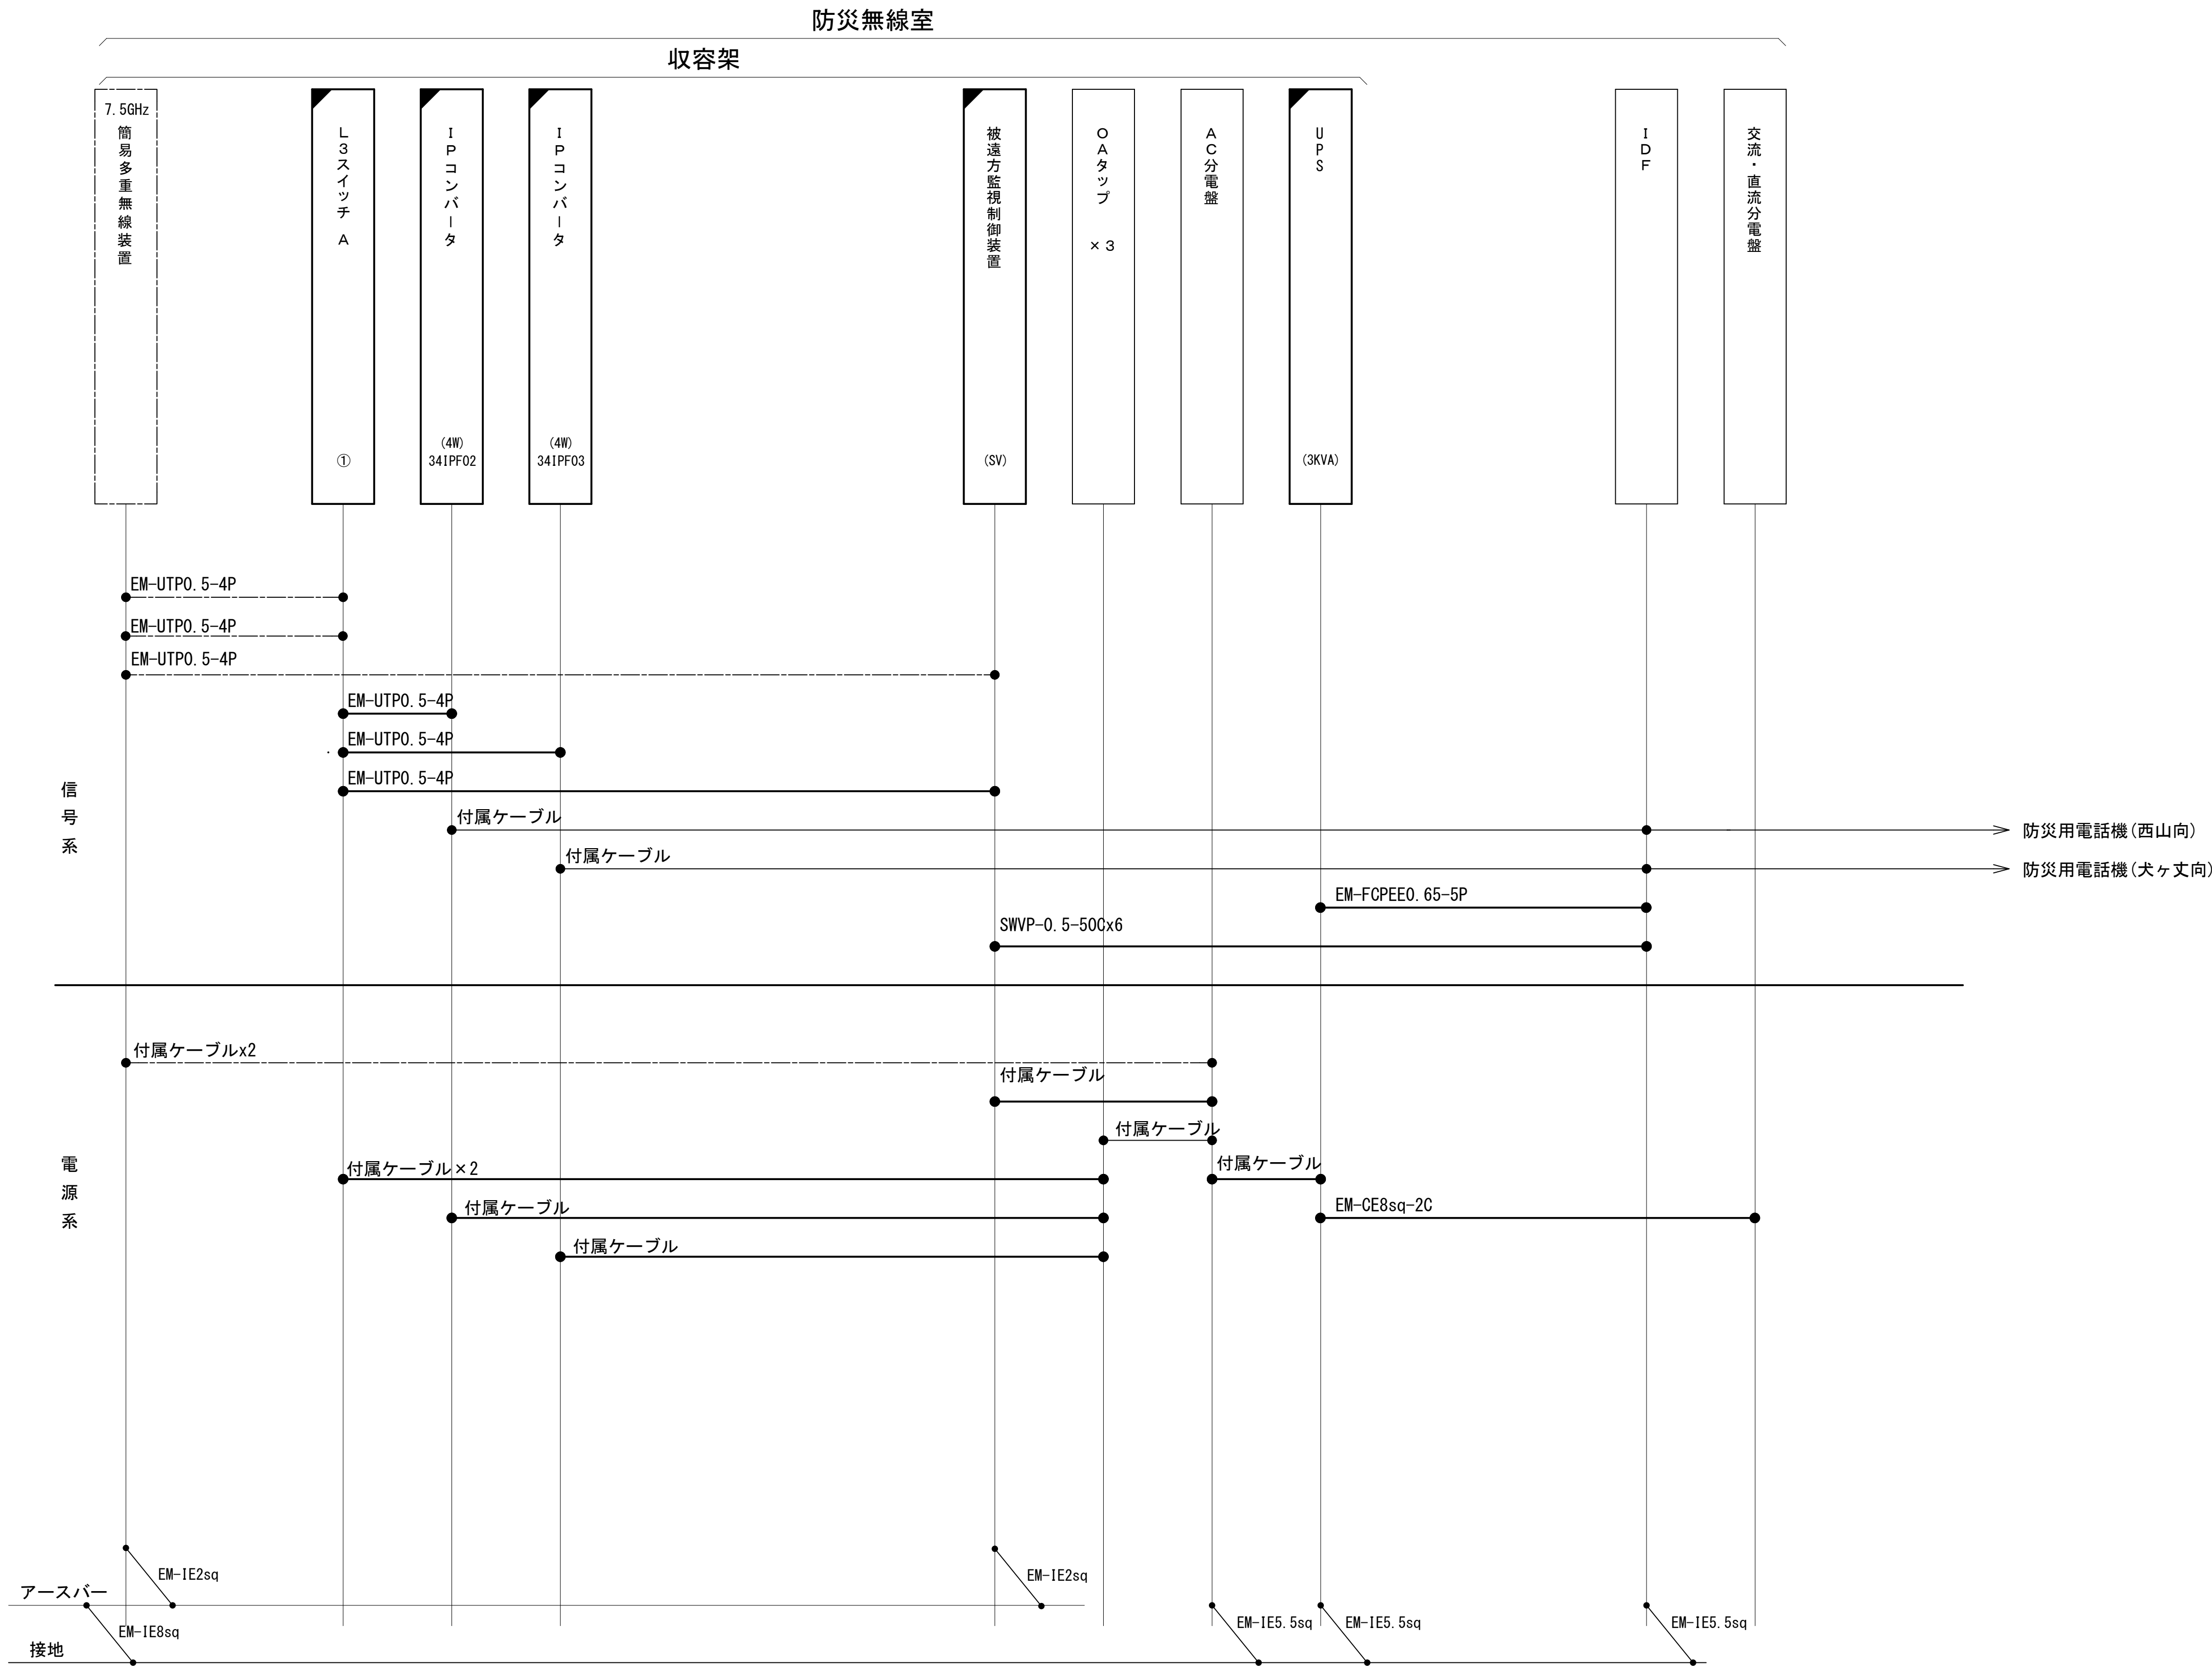 防災無線室
収容架
7.5GHz
簡易多重無線装置
L3スイッチ A
①
IPコンバータ
(4W)
34IPF02
IPコンバータ
(4W)
34IPF03
被遠方監視制御装置
(SV)
OAタップ ×3
AC分電盤
UPS
(3KVA)
IDF
交流・直流分電盤
EM-UTP0.5-4P
EM-UTP0.5-4P
EM-UTP0.5-4P
EM-UTP0.5-4P
EM-UTP0.5-4P
EM-UTP0.5-4P
信号系
付属ケーブル
防災用電話機(西山向)
付属ケーブル
防災用電話機(犬ヶ丈向)
EM-FCPEE0.65-5P
SWVP-0.5-50Cx6
付属ケーブルx2
付属ケーブル
付属ケーブル
電源系
付属ケーブル×2
付属ケーブル
付属ケーブル
EM-CE8sq-2C
付属ケーブル
EM-IE2sq
EM-IE2sq
アースバー
EM-IE8sq
EM-IE5.5sq
EM-IE5.5sq
EM-IE5.5sq
接地